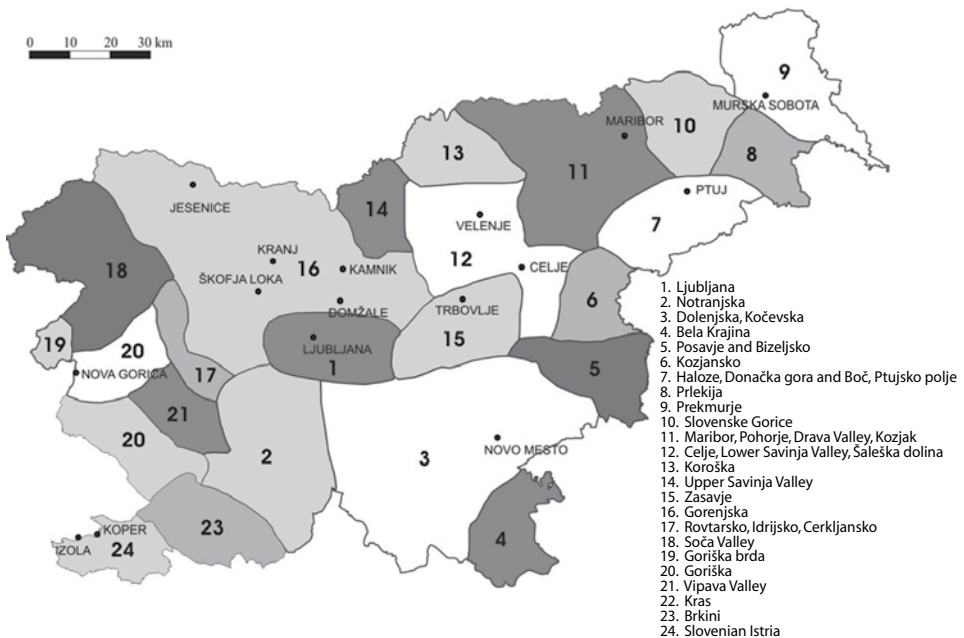 0 10 20 30 km
9
MURSKA SOBOTA
MARIBOR
10
13
8
11
JESENICE
14
PTUJ
VELENJE
7
KRANJ
12
18
16
KAMNIK
CELJE
ŠKOFJA LOKA
6
DOMŽALE
TRBOVLJE
19
20
LJUBLJANA
15
1
5
NOVA GORICA
17
21
20
2
3
NOVO MESTO
23
KOPER
IZOLA
24
4
1. Ljubljana
2. Notranjska
3. Dolenjska, Kočevska
4. Bela Krajina
5. Posavje and Bizeljsko
6. Kozjansko
7. Haloze, Donačka gora and Boč, Ptujsko polje
8. Prlekija
9. Prekmurje
10. Slovenske Gorice
11. Maribor, Pohorje, Drava Valley, Kozjak
12. Celje, Lower Savinja Valley, Šaleška dolina
13. Koroška
14. Upper Savinja Valley
15. Zasavje
16. Gorenjska
17. Rovtarsko, Idrijsko, Cerkljansko
18. Soča Valley
19. Goriška brda
20. Goriška
21. Vipava Valley
22. Kras
23. Brkini
24. Slovenian Istria